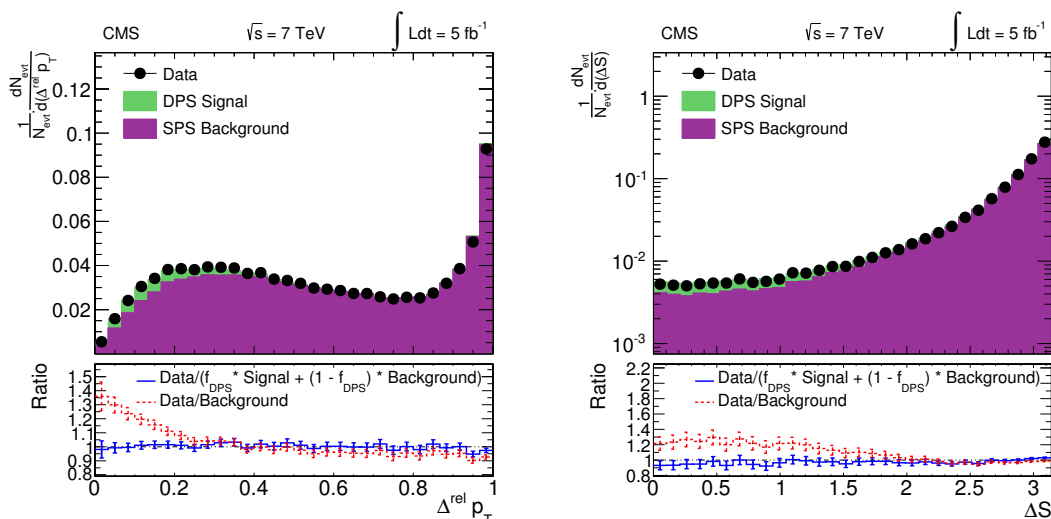 CMS √s = 7 TeV ∫ Ldt = 5 fb⁻¹
1/N_evt · dN_evt/d(Δ^rel p_T)
Data
DPS Signal
SPS Background
0.12
0.1
0.08
0.06
0.04
0.02
Ratio
1.5
1.4
1.3
1.2
1.1
1
0.9
0.8
Data/(f_DPS * Signal + (1 - f_DPS) * Background)
Data/Background
0 0.2 0.4 0.6 0.8 1
Δ^rel p_T
CMS √s = 7 TeV ∫ Ldt = 5 fb⁻¹
1/N_evt · dN_evt/d(ΔS)
Data
DPS Signal
SPS Background
1
10⁻¹
10⁻²
10⁻³
Ratio
2.2
2.0
1.8
1.6
1.4
1.2
1.0
0.8
Data/(f_DPS * Signal + (1 - f_DPS) * Background)
Data/Background
0 0.5 1 1.5 2 2.5 3
ΔS